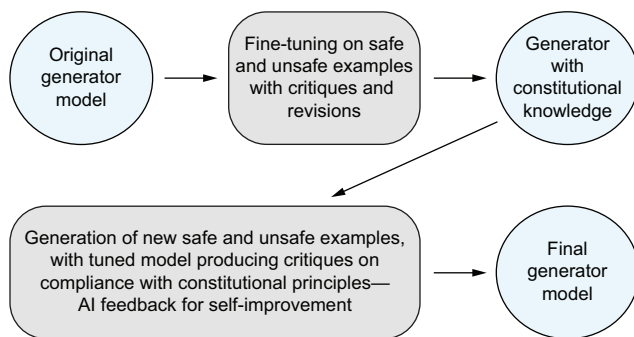 Original
generator
model
Fine-tuning on safe
and unsafe examples
with critiques and
revisions
Generator
with
constitutional
knowledge
Generation of new safe and unsafe examples,
with tuned model producing critiques on
compliance with constitutional principles—
AI feedback for self-improvement
Final
generator
model